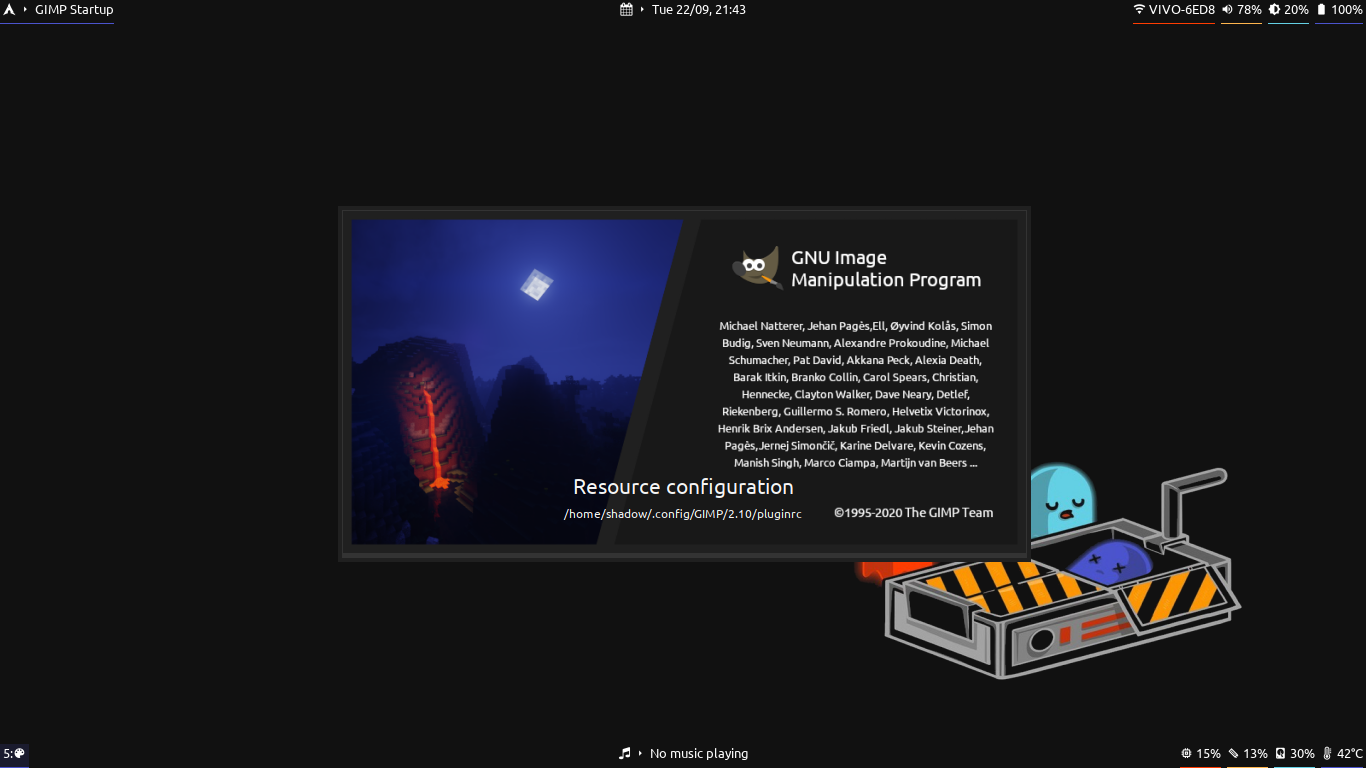 GIMP Startup
Tue 22/09, 21:43
VIVO-6ED8 78% 20% 100%
GNU Image
Manipulation Program
Michael Natterer, Jehan Pagès,Ell, Øyvind Kolås, Simon
Budig, Sven Neumann, Alexandre Prokoudine, Michael
Schumacher, Pat David, Akkana Peck, Alexia Death,
Barak Itkin, Branko Collin, Carol Spears, Christian,
Hennecke, Clayton Walker, Dave Neary, Detlef,
Riekenberg, Guillermo S. Romero, Helvetix Victorinox,
Henrik Brix Andersen, Jakub Friedl, Jakub Steiner,Jehan
Pagès,Jernej Simončič, Karine Delvare, Kevin Cozens,
Manish Singh, Marco Ciampa, Martijn van Beers ...
Resource configuration
/home/shadow/.config/GIMP/2.10/pluginrc
©1995-2020 The GIMP Team
5:
No music playing
15% 13% 30% 42°C